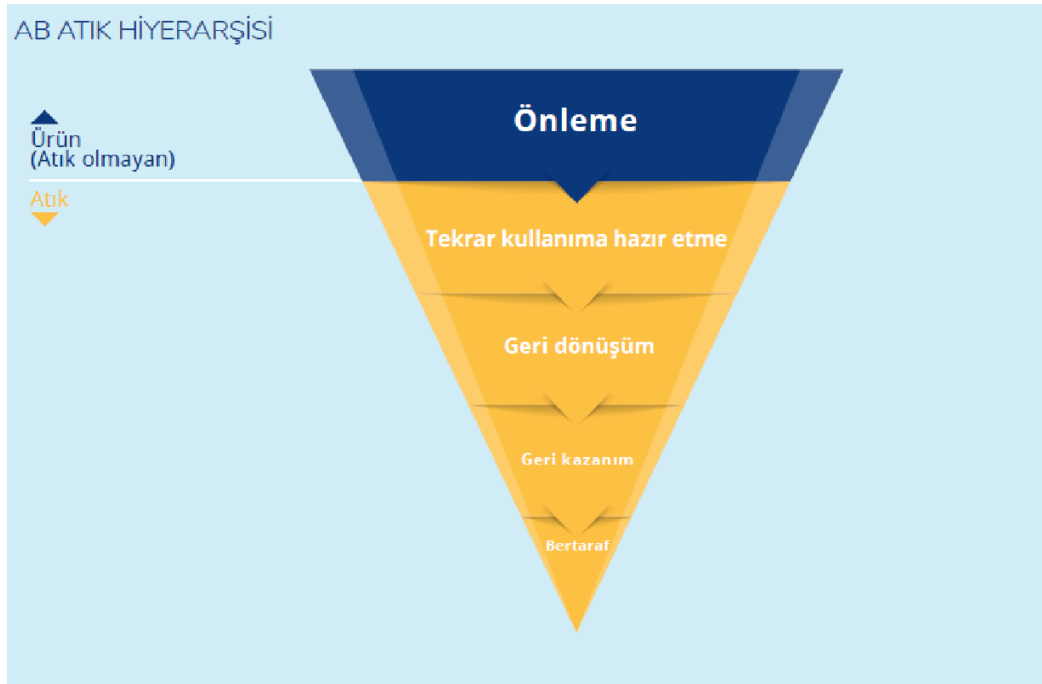 AB ATIK HİYERARŞİSİ
Önleme
Ürün
(Atık olmayan)
Atık
Tekrar kullanıma hazır etme
Geri dönüşüm
Geri kazanım
Bertaraf